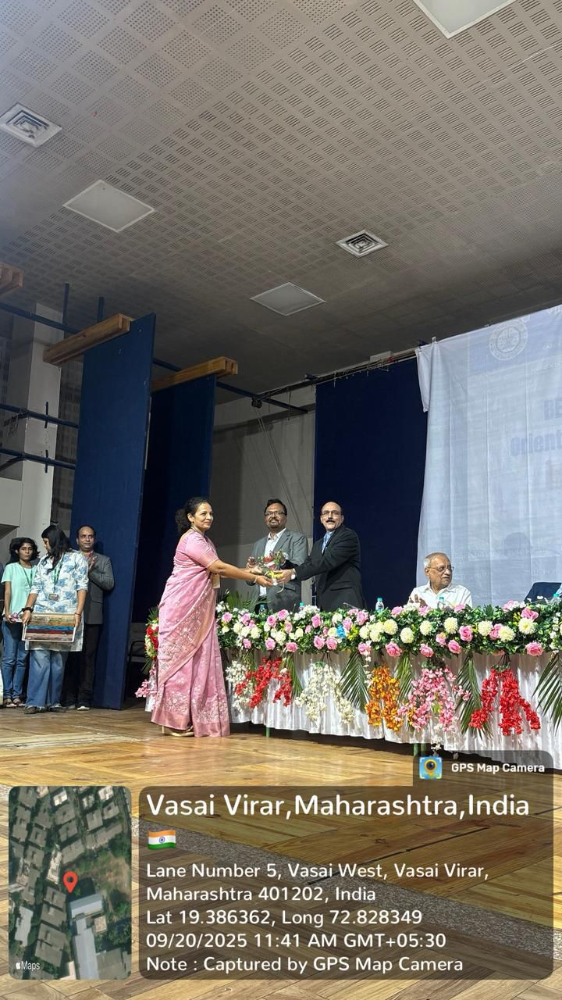 GPS Map Camera
Vasai Virar,Maharashtra,India
🇮🇳
Lane Number 5, Vasai West, Vasai Virar,
Maharashtra 401202, India
Lat 19.386362, Long 72.828349
09/20/2025 11:41 AM GMT+05:30
Note : Captured by GPS Map Camera
Maps